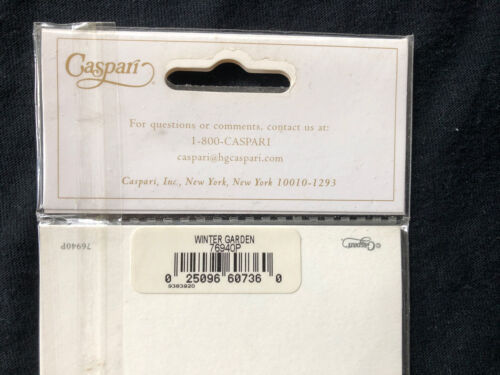 Caspari
For questions or comments, contact us at:
1-800-CASPARI
caspari@hgcaspari.com
Caspari, Inc., New York, New York 10010-1293
76940P
WINTER GARDEN
76940P
0 25096 60736 0
9383920
©Caspari